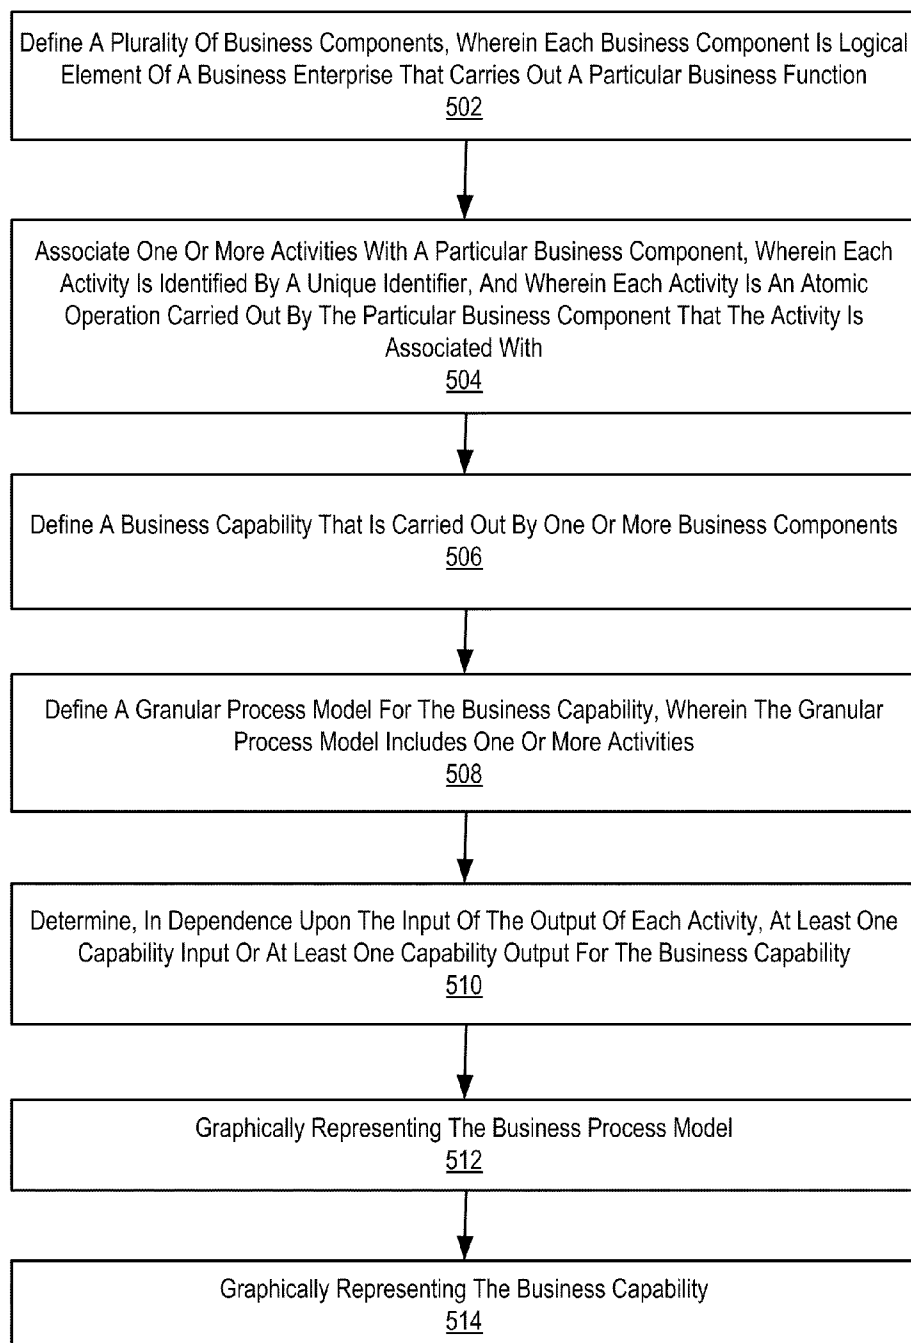 Define A Plurality Of Business Components, Wherein Each Business Component Is Logical
Element Of A Business Enterprise That Carries Out A Particular Business Function
502
Associate One Or More Activities With A Particular Business Component, Wherein Each
Activity Is Identified By A Unique Identifier, And Wherein Each Activity Is An Atomic
Operation Carried Out By The Particular Business Component That The Activity Is
Associated With
504
Define A Business Capability That Is Carried Out By One Or More Business Components
506
Define A Granular Process Model For The Business Capability, Wherein The Granular
Process Model Includes One Or More Activities
508
Determine, In Dependence Upon The Input Of The Output Of Each Activity, At Least One
Capability Input Or At Least One Capability Output For The Business Capability
510
Graphically Representing The Business Process Model
512
Graphically Representing The Business Capability
514